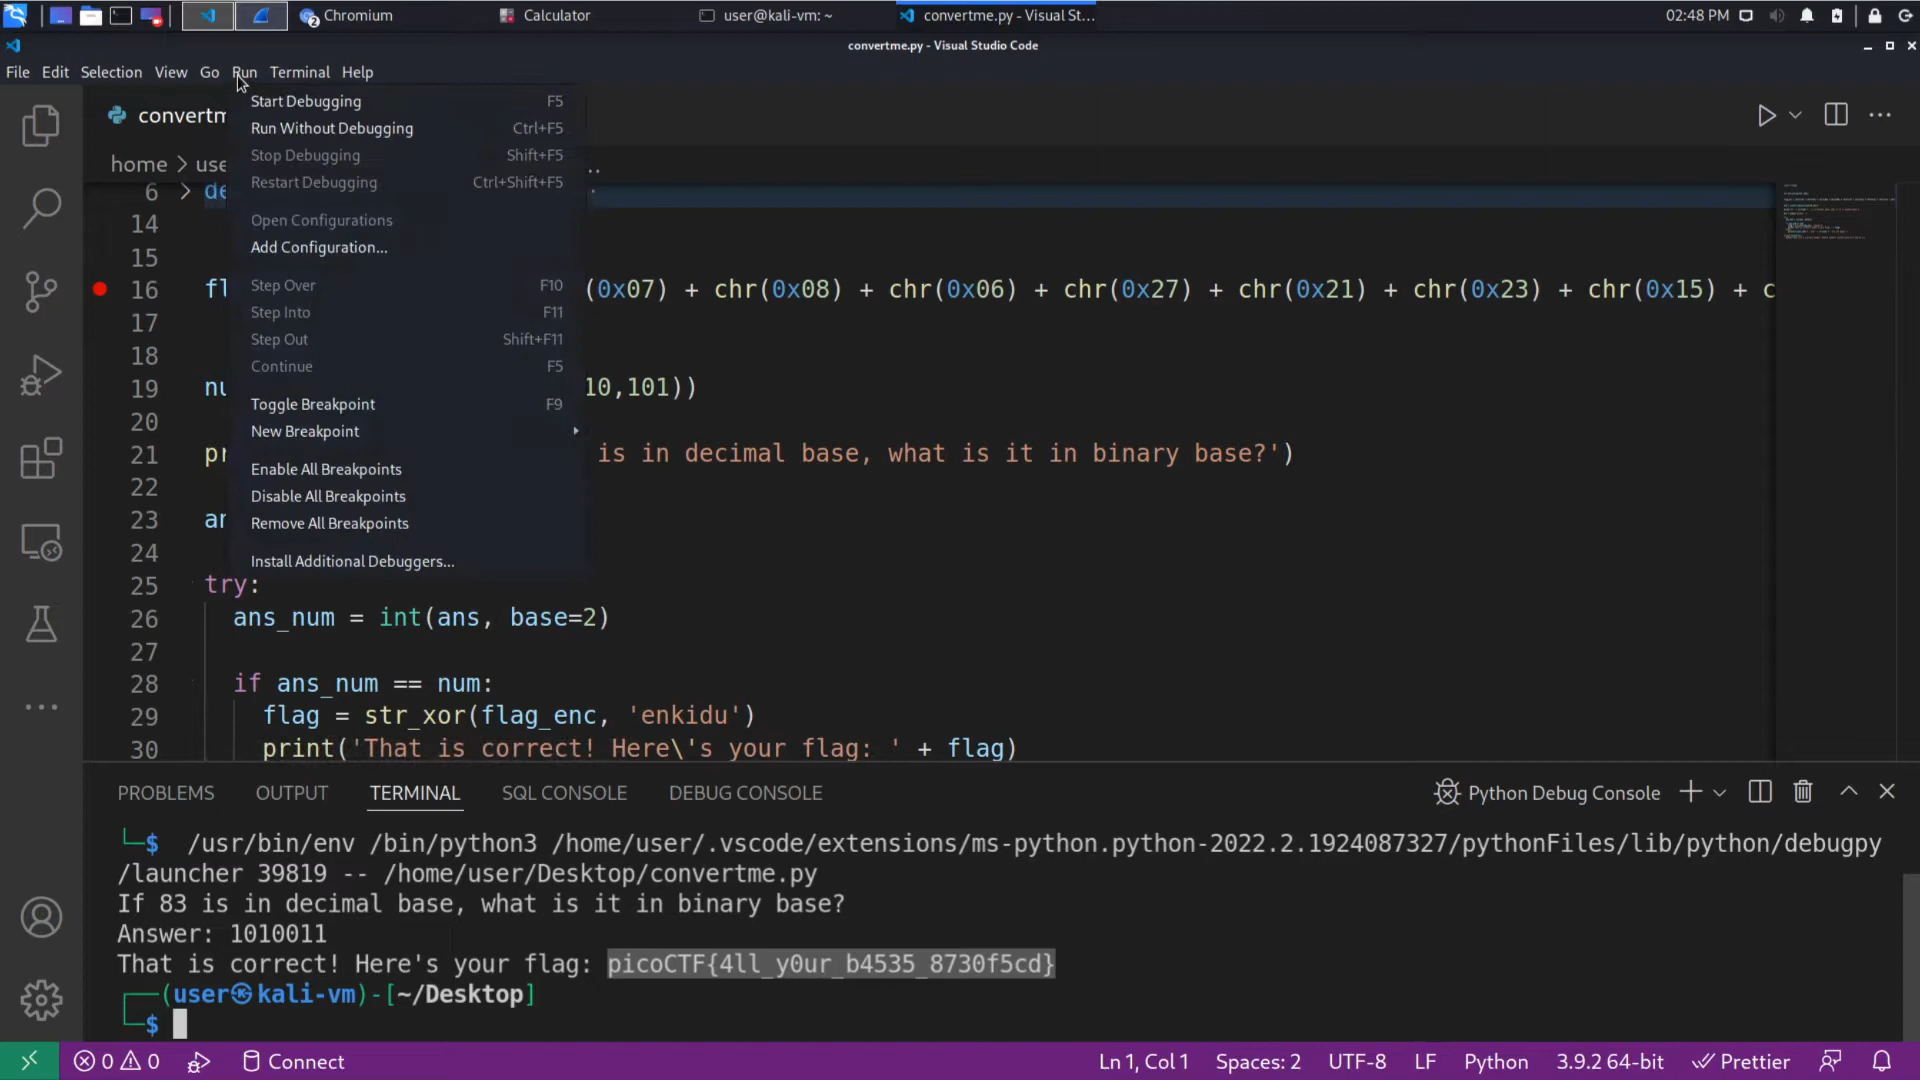 2 Chromium Calculator user@kali-vm: ~ convertme.py - Visual St... 02:48 PM
convertme.py - Visual Studio Code
File Edit Selection View Go Run Terminal Help
convertm
home > use ..
Start Debugging F5
Run Without Debugging Ctrl+F5
Stop Debugging Shift+F5
Restart Debugging Ctrl+Shift+F5
Open Configurations
Add Configuration...
Step Over F10
Step Into F11
Step Out Shift+F11
Continue F5
Toggle Breakpoint F9
New Breakpoint
Enable All Breakpoints
Disable All Breakpoints
Remove All Breakpoints
Install Additional Debuggers...
6 > de
14
15
16 fl (0x07) + chr(0x08) + chr(0x06) + chr(0x27) + chr(0x21) + chr(0x23) + chr(0x15) + c
17
18
19 nu 10,101))
20
21 pr is in decimal base, what is it in binary base?')
22
23 an
24
25 try:
26 ans_num = int(ans, base=2)
27
28 if ans_num == num:
29 flag = str_xor(flag_enc, 'enkidu')
30 print('That is correct! Here\'s your flag: ' + flag)
PROBLEMS OUTPUT TERMINAL SQL CONSOLE DEBUG CONSOLE Python Debug Console
└─$ /usr/bin/env /bin/python3 /home/user/.vscode/extensions/ms-python.python-2022.2.1924087327/pythonFiles/lib/python/debugpy
/launcher 39819 -- /home/user/Desktop/convertme.py
If 83 is in decimal base, what is it in binary base?
Answer: 1010011
That is correct! Here's your flag: picoCTF{4ll_y0ur_b4535_8730f5cd}
┌──(user㉿kali-vm)-[~/Desktop]
└─$
0 0 Connect Ln 1, Col 1 Spaces: 2 UTF-8 LF Python 3.9.2 64-bit Prettier